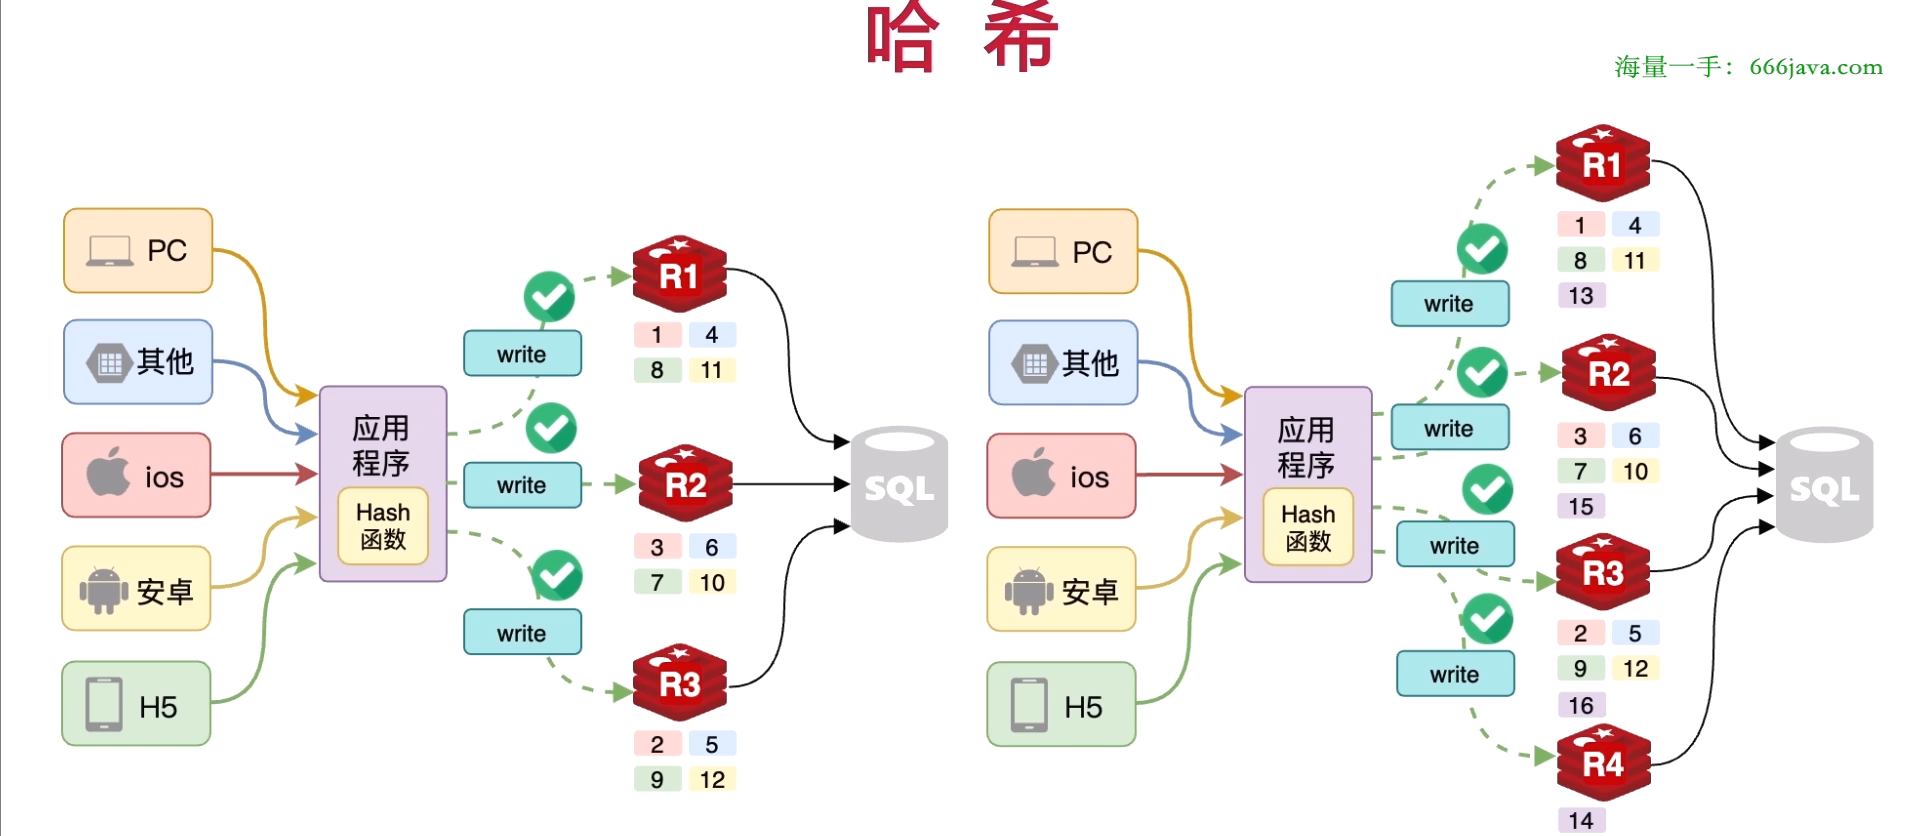 哈 希
海量一手：666java.com
PC
其他
ios
安卓
H5
应用
程序
Hash
函数
write
write
write
R1
1 4
8 11
R2
3 6
7 10
R3
2 5
9 12
SQL
PC
其他
ios
安卓
H5
应用
程序
Hash
函数
write
write
write
write
R1
1 4
8 11
13
R2
3 6
7 10
15
R3
2 5
9 12
16
R4
14
SQL